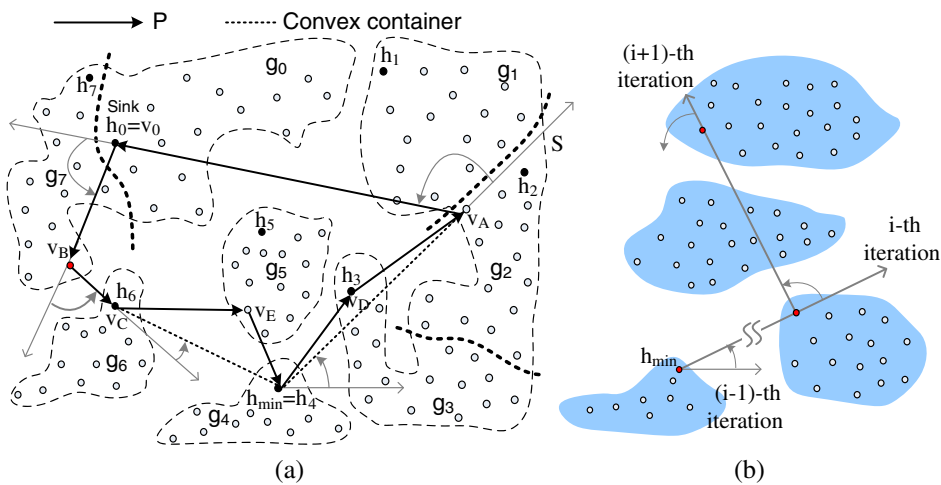 P
Convex container
g0
h1
g1
h7
Sink
h0=v0
S
h2
g7
vA
vB
h5
g5
g2
h6
vC
vE
h3
vD
g6
hmin=h4
g4
g3
(a)
(i+1)-th
iteration
i-th
iteration
hmin
(i-1)-th
iteration
(b)